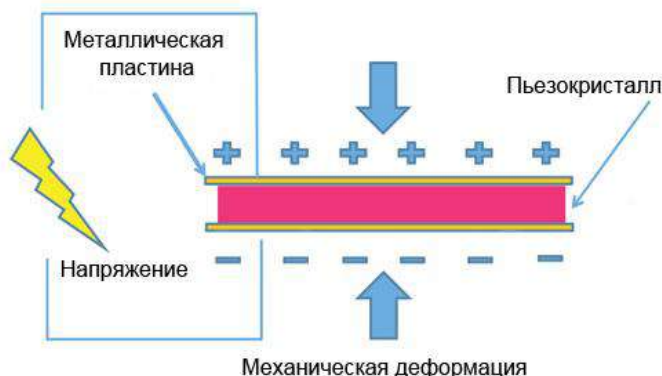 Металлическая
пластина
Пьезокристалл
Напряжение
Механическая деформация